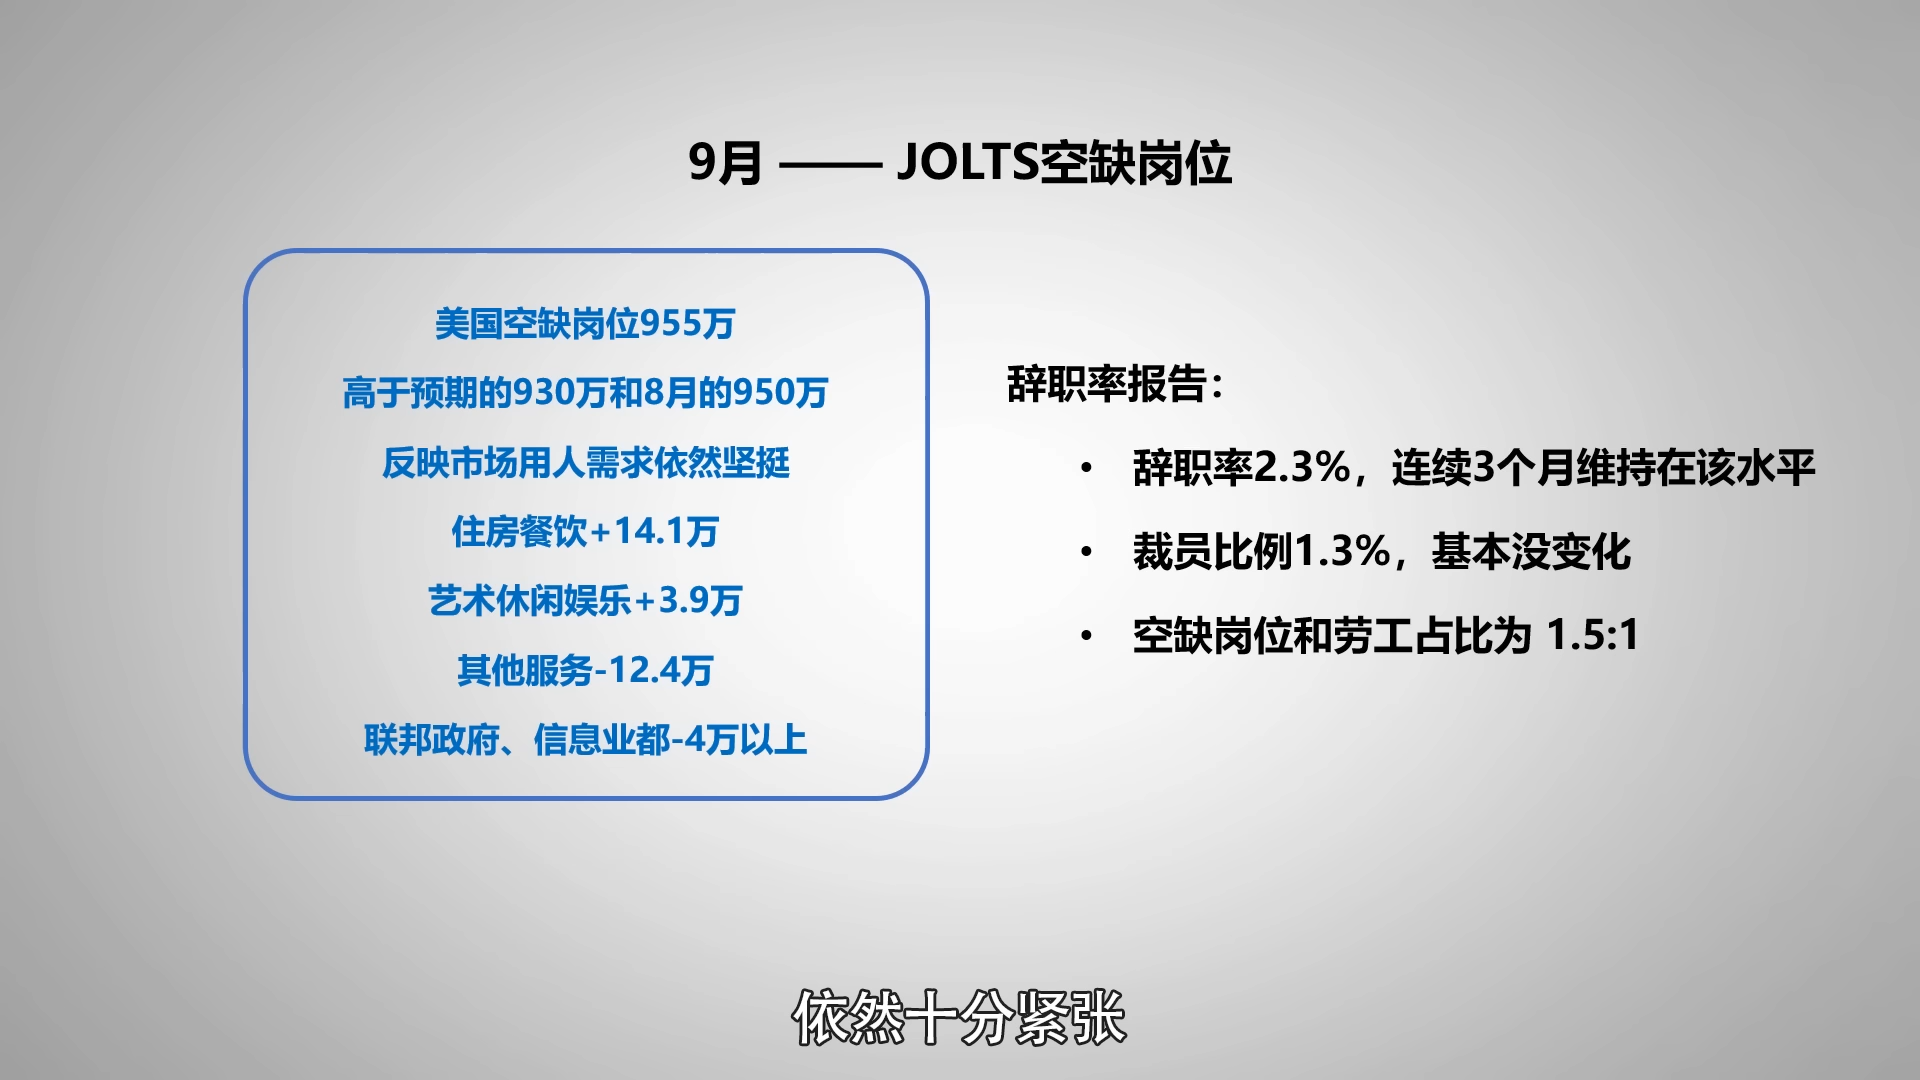 9月 —— JOLTS空缺岗位
美国空缺岗位955万
高于预期的930万和8月的950万
反映市场用人需求依然坚挺
住房餐饮+14.1万
艺术休闲娱乐+3.9万
其他服务-12.4万
联邦政府、信息业都-4万以上
辞职率报告：
• 辞职率2.3%，连续3个月维持在该水平
• 裁员比例1.3%，基本没变化
• 空缺岗位和劳工占比为 1.5:1
依然十分紧张